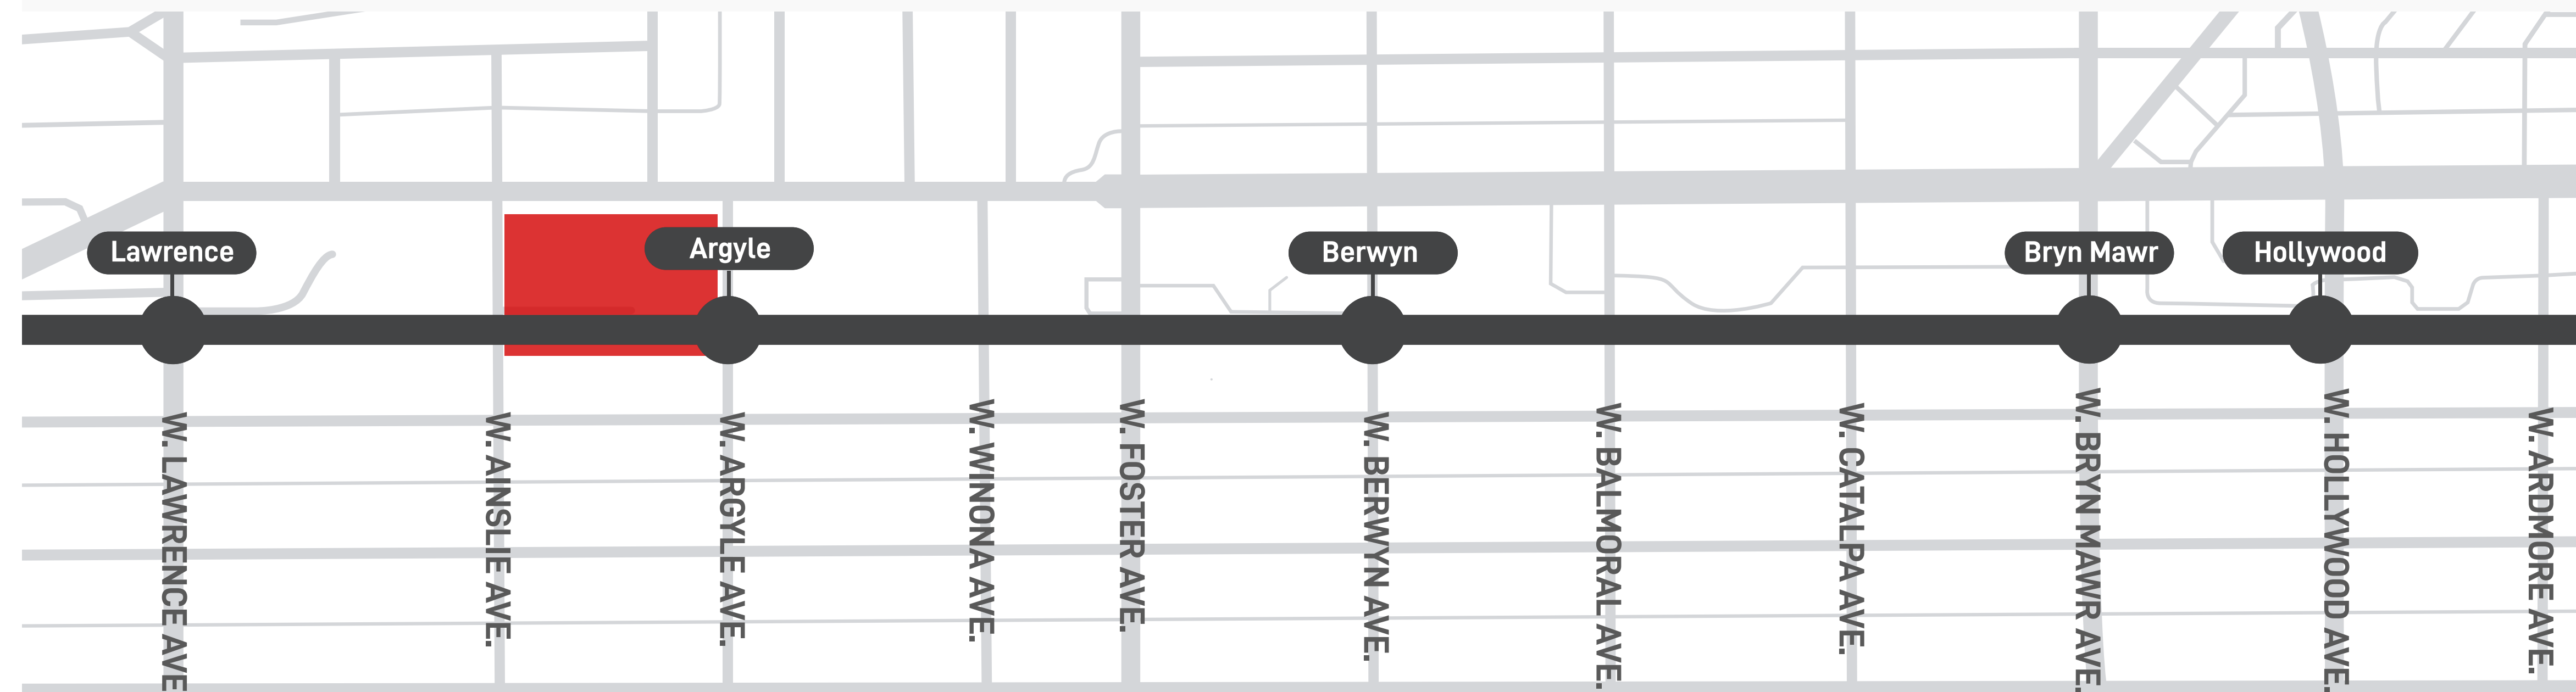 Lawrence
Argyle
Berwyn
Bryn Mawr
Hollywood
W. LAWRENCE AVE
W. AINSLIE AVE.
W. ARGYLE AVE.
W. WINONA AVE.
W. FOSTER AVE.
W. BERWYN AVE.
W. BALMORAL AVE.
W. CATALPA AVE.
W. BRYN MAWR AVE.
W. HOLLYWOOD AVE.
W. ARDMORE AVE.